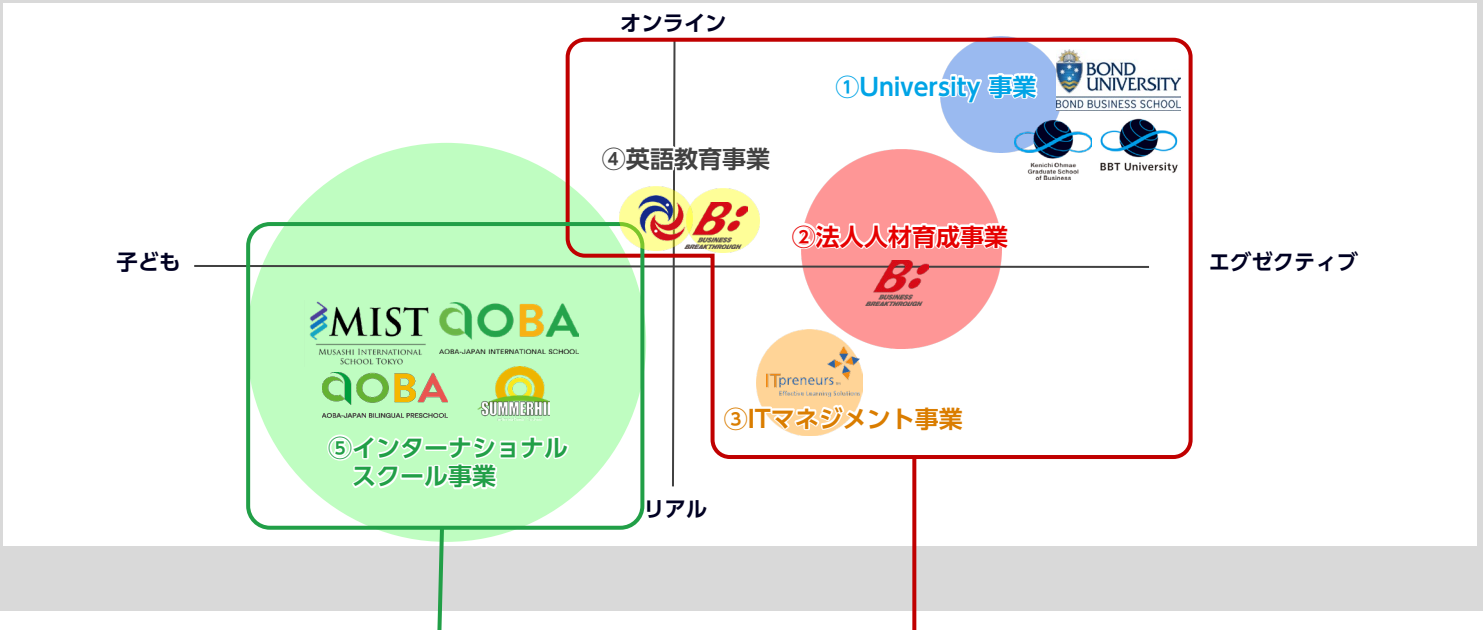 オンライン
①University 事業
BOND
UNIVERSITY
BOND BUSINESS SCHOOL
Kenichi Ohmae
Graduate School
of Business
BBT University
④英語教育事業
B:
BUSINESS
BREAKTHROUGH
②法人人材育成事業
B:
BUSINESS
BREAKTHROUGH
子ども
エグゼクティブ
MIST
MUSASHI INTERNATIONAL
SCHOOL TOKYO
aOBA
AOBA-JAPAN INTERNATIONAL SCHOOL
aOBA
AOBA-JAPAN BILINGUAL PRESCHOOL
SUMMERHILL
ITpreneurs
Effective Learning Solutions
③ITマネジメント事業
⑤インターナショナル
スクール事業
リアル